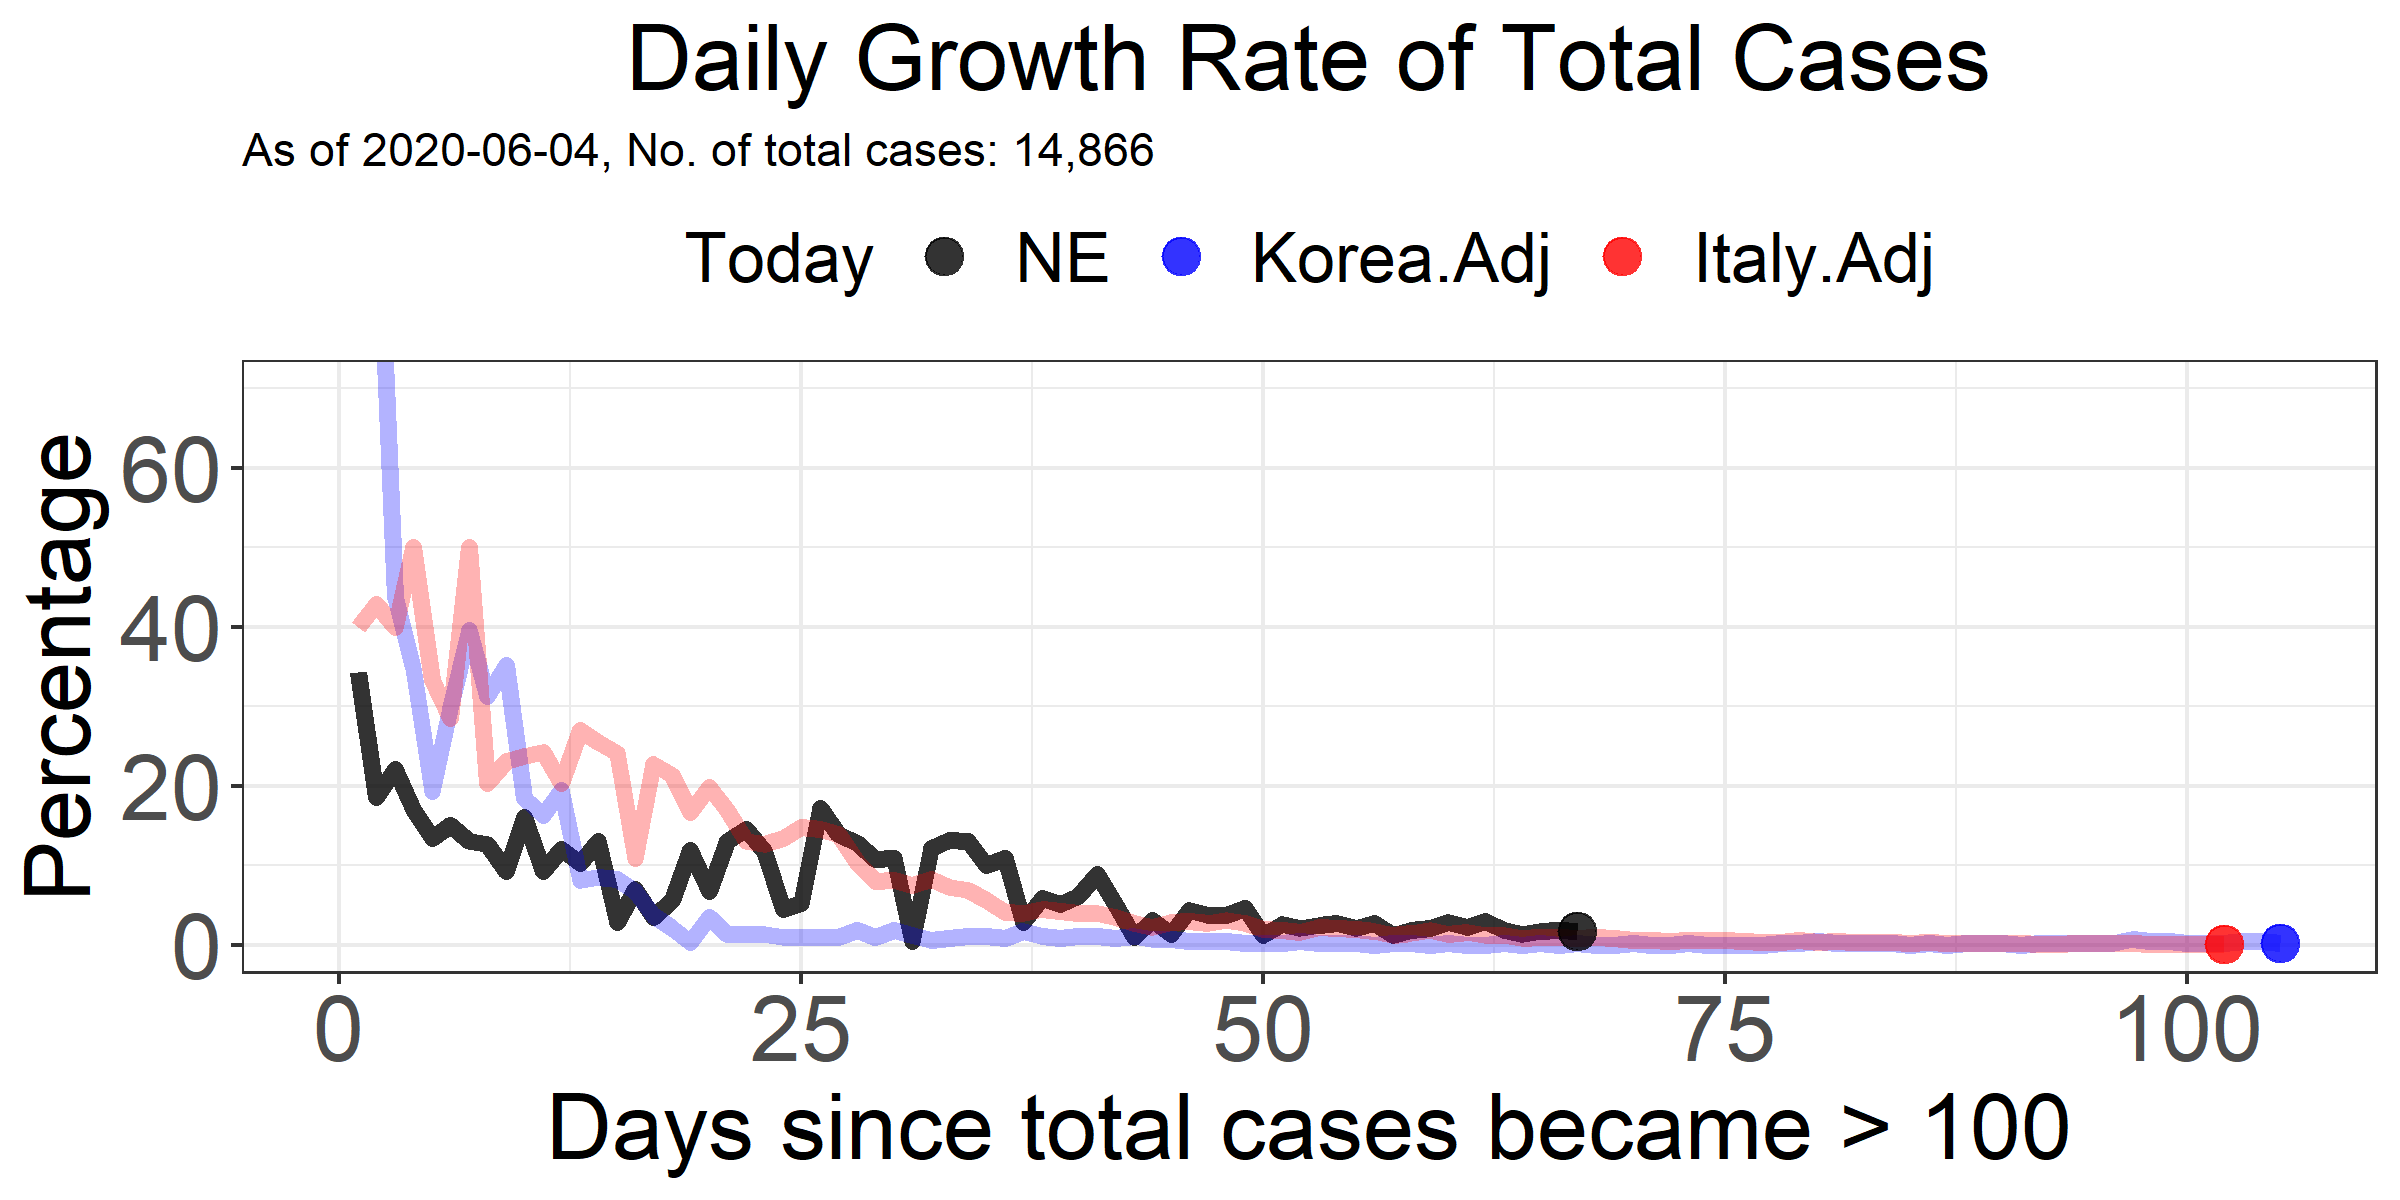 Daily Growth Rate of Total Cases
As of 2020-06-04, No. of total cases: 14,866
Today NE Korea.Adj Italy.Adj
Percentage
60
40
20
0
0 25 50 75 100
Days since total cases became > 100